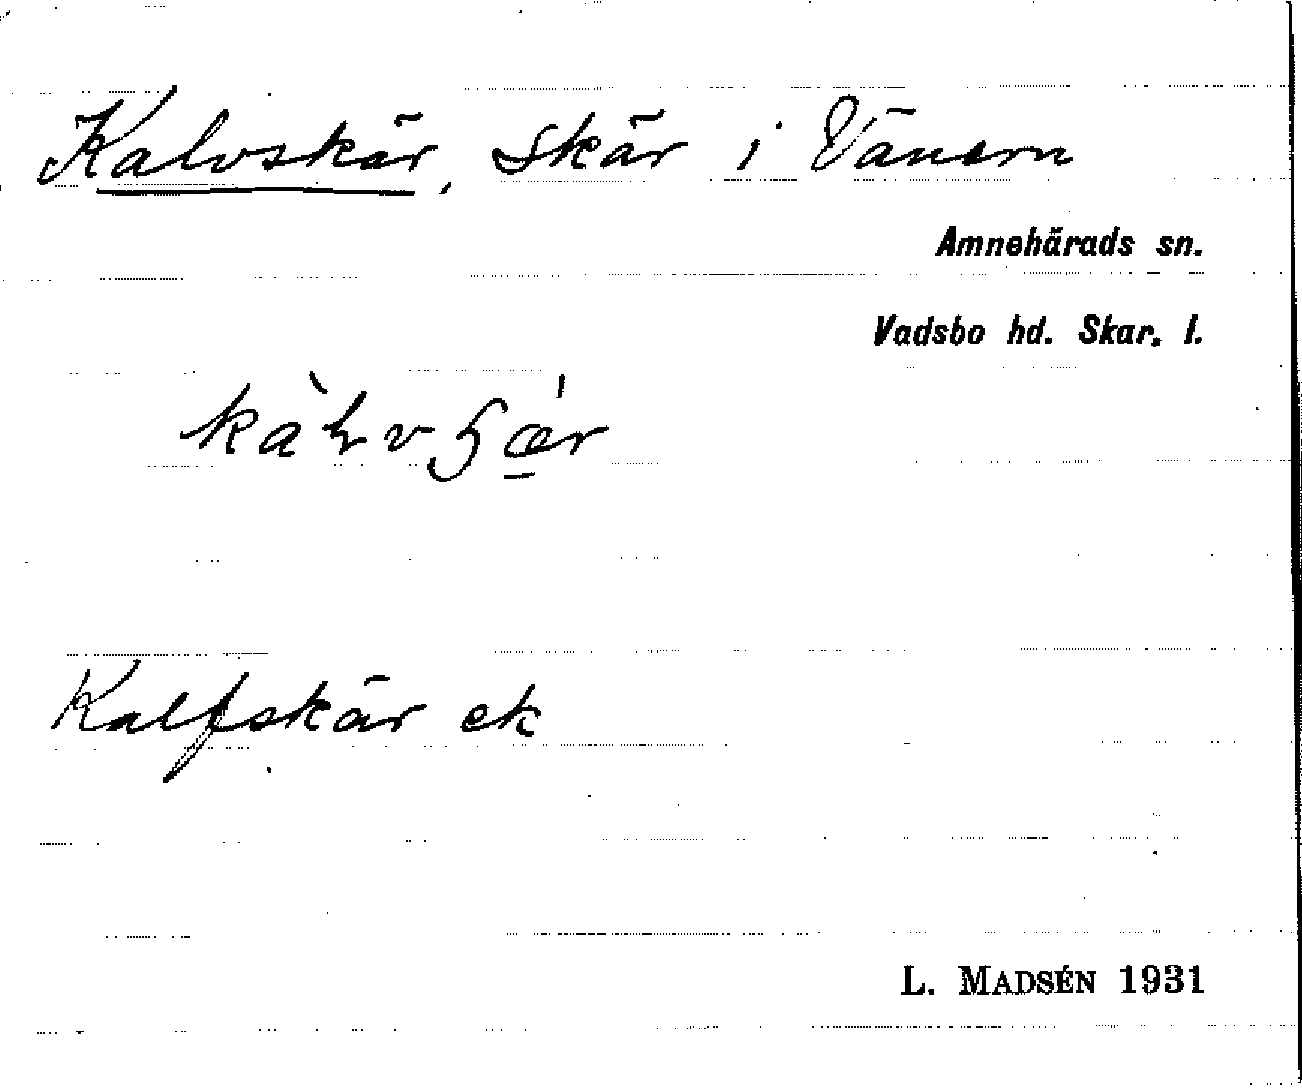 Kalvskär, skär i Vänern
Amnehärads sn.
Vadsbo hd. Skar. l.
Kalfskär ek
L. MADSÉN 1931